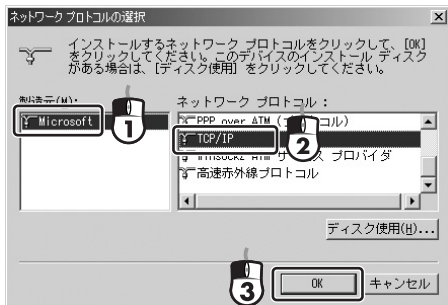 ネットワーク プロトコルの選択
インストールするネットワーク プロトコルをクリックして、[OK]
をクリックしてください。このデバイスのインストール ディスク
がある場合は、[ディスク使用] をクリックしてください。
製造元(M):
ネットワーク プロトコル :
Microsoft
PPP over ATM (
コル)
TCP/IP
Winsock2 ATM サービス プロバイダ
高速赤外線プロトコル
1
2
ディスク使用(H)...
3
OK
キャンセル